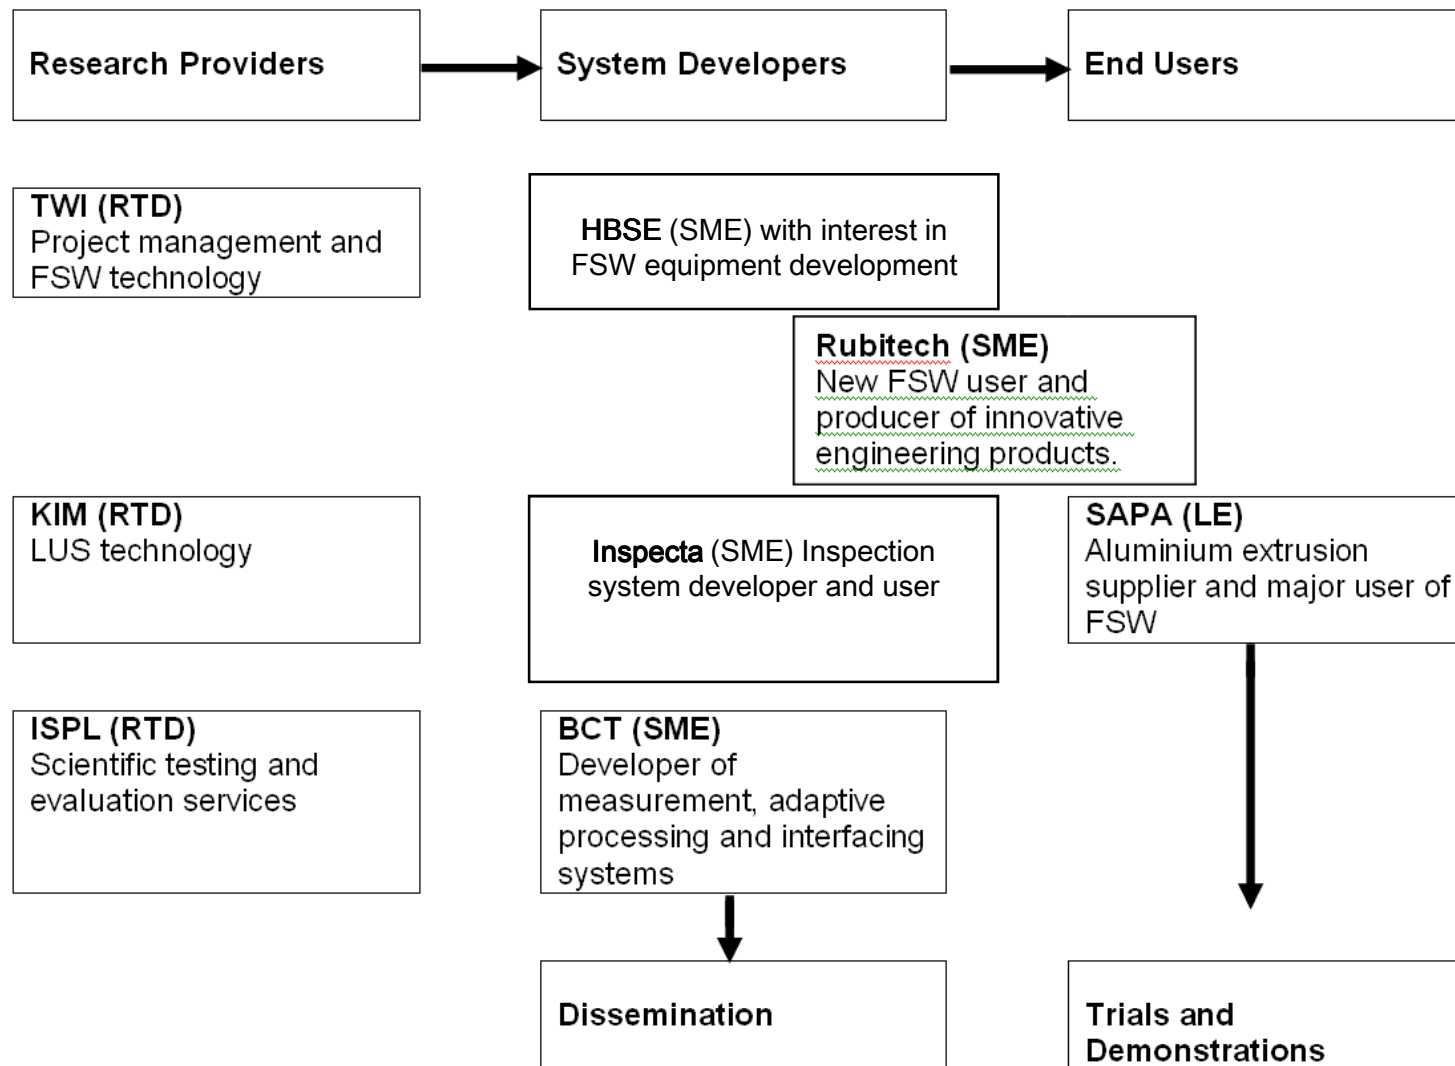 Research Providers
System Developers
End Users
TWI (RTD)
Project management and
FSW technology
HBSE (SME) with interest in
FSW equipment development
Rubitech (SME)
New FSW user and
producer of innovative
engineering products.
KIM (RTD)
LUS technology
Inspecta (SME) Inspection
system developer and user
SAPA (LE)
Aluminium extrusion
supplier and major user of
FSW
ISPL (RTD)
Scientific testing and
evaluation services
BCT (SME)
Developer of
measurement, adaptive
processing and interfacing
systems
Dissemination
Trials and
Demonstrations